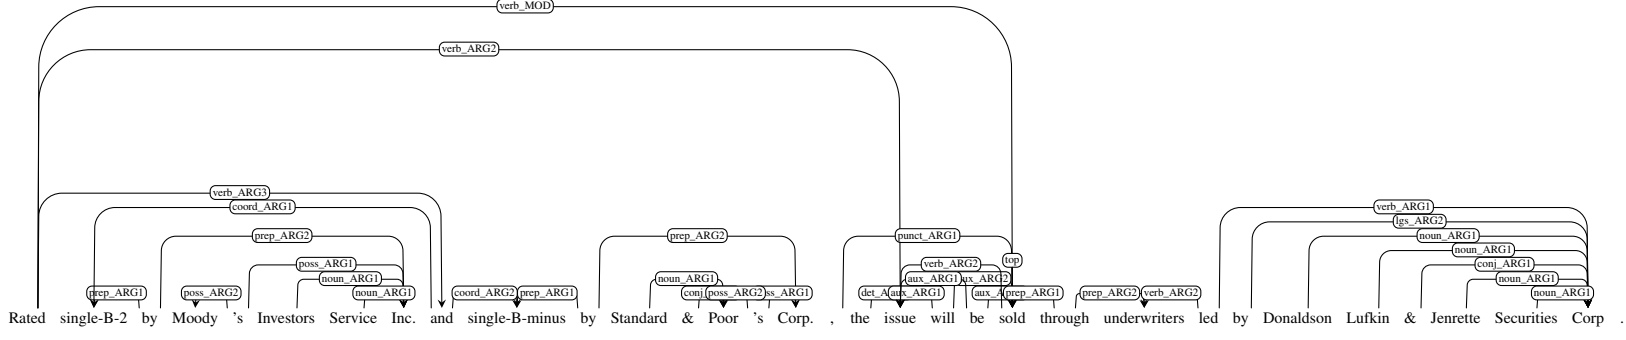 verb_MOD
verb_ARG2
verb_ARG3
coord_ARG1 verb_ARG1
lgs_ARG2
prep_ARG2 prep_ARG2 punct_ARG1 noun_ARG1
noun_ARG1
top
poss_ARG1 verb_ARG2 conj_ARG1
noun_ARG1 noun_ARG1 aux_ARG1 noun_ARG1
prep_ARG1 poss_ARG2 noun_ARG1 coord_ARG2 prep_ARG1 poss_ARG2 aux_ARG1 prep_ARG1 prep_ARG2 verb_ARG2 noun_ARG1
Rated single-B-2 by Moody 's Investors Service Inc. and single-B-minus by Standard & Poor 's Corp. , the issue will be sold through underwriters led by Donaldson Lufkin & Jenrette Securities Corp .